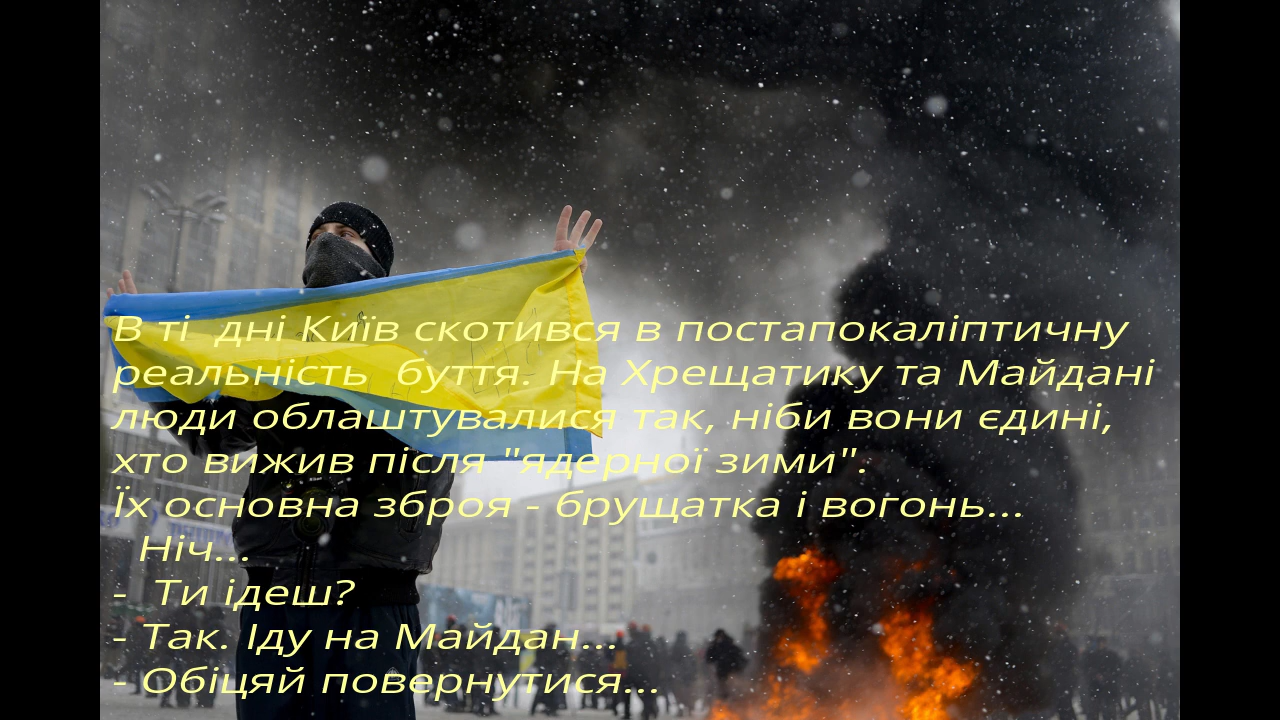 В ті дні Київ скотився в постапокаліптичну
реальність буття. На Хрещатику та Майдані
люди облаштувалися так, ніби вони єдині,
хто вижив після "ядерної зими".
Їх основна зброя - брущатка і вогонь...
Ніч...
- Ти ідеш?
- Так. Іду на Майдан...
- Обіцяй повернутися...